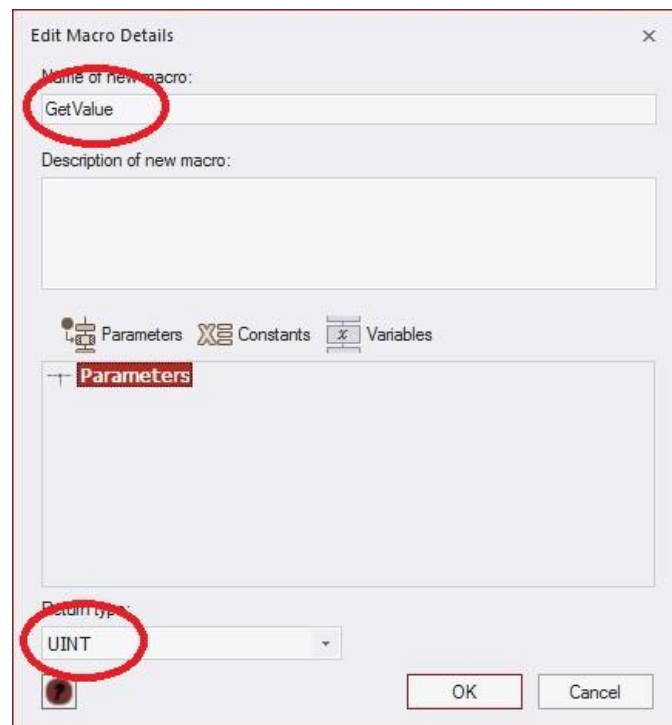 Edit Macro Details
Name of new macro:
GetValue
Description of new macro:
Parameters Constants Variables
Parameters
Return type:
UINT
OK Cancel